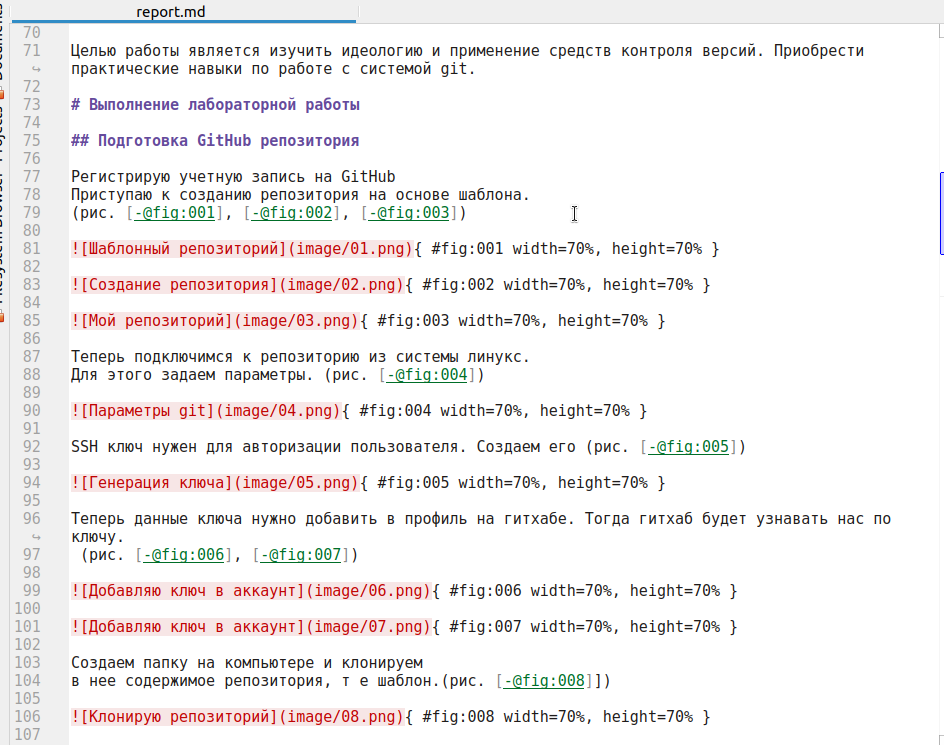 report.md
70
71 Целью работы является изучить идеологию и применение средств контроля версий. Приобрести
↪ практические навыки по работе с системой git.
72
73 # Выполнение лабораторной работы
74
75 ## Подготовка GitHub репозитория
76
77 Регистрирую учетную запись на GitHub
78 Приступаю к созданию репозитория на основе шаблона.
79 (рис. [-@fig:001], [-@fig:002], [-@fig:003])
80
81 ![Шаблонный репозиторий](image/01.png){ #fig:001 width=70%, height=70% }
82
83 ![Создание репозитория](image/02.png){ #fig:002 width=70%, height=70% }
84
85 ![Мой репозиторий](image/03.png){ #fig:003 width=70%, height=70% }
86
87 Теперь подключимся к репозиторию из системы линукс.
88 Для этого задаем параметры. (рис. [-@fig:004])
89
90 ![Параметры git](image/04.png){ #fig:004 width=70%, height=70% }
91
92 SSH ключ нужен для авторизации пользователя. Создаем его (рис. [-@fig:005])
93
94 ![Генерация ключа](image/05.png){ #fig:005 width=70%, height=70% }
95
96 Теперь данные ключа нужно добавить в профиль на гитхабе. Тогда гитхаб будет узнавать нас по
↪ ключу.
97 (рис. [-@fig:006], [-@fig:007])
98
99 ![Добавляю ключ в аккаунт](image/06.png){ #fig:006 width=70%, height=70% }
100
101 ![Добавляю ключ в аккаунт](image/07.png){ #fig:007 width=70%, height=70% }
102
103 Создаем папку на компьютере и клонируем
104 в нее содержимое репозитория, т е шаблон.(рис. [-@fig:008]])
105
106 ![Клонирую репозиторий](image/08.png){ #fig:008 width=70%, height=70% }
107